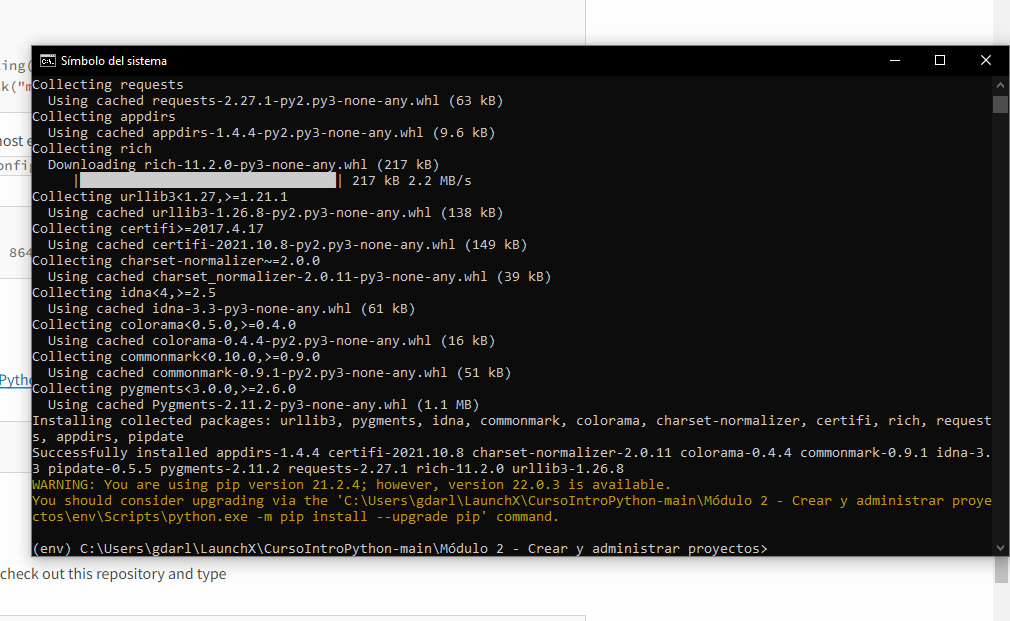 Símbolo del sistema
Collecting requests
Using cached requests-2.27.1-py2.py3-none-any.whl (63 kB)
Collecting appdirs
Using cached appdirs-1.4.4-py2.py3-none-any.whl (9.6 kB)
Collecting rich
Downloading rich-11.2.0-py3-none-any.whl (217 kB)
| | 217 kB 2.2 MB/s
Collecting urllib3<1.27,>=1.21.1
Using cached urllib3-1.26.8-py2.py3-none-any.whl (138 kB)
Collecting certifi>=2017.4.17
Using cached certifi-2021.10.8-py2.py3-none-any.whl (149 kB)
Collecting charset-normalizer~=2.0.0
Using cached charset_normalizer-2.0.11-py3-none-any.whl (39 kB)
Collecting idna<4,>=2.5
Using cached idna-3.3-py3-none-any.whl (61 kB)
Collecting colorama<0.5.0,>=0.4.0
Using cached colorama-0.4.4-py2.py3-none-any.whl (16 kB)
Collecting commonmark<0.10.0,>=0.9.0
Using cached commonmark-0.9.1-py2.py3-none-any.whl (51 kB)
Collecting pygments<3.0.0,>=2.6.0
Using cached Pygments-2.11.2-py3-none-any.whl (1.1 MB)
Installing collected packages: urllib3, pygments, idna, commonmark, colorama, charset-normalizer, certifi, rich, request
s, appdirs, pipdate
Successfully installed appdirs-1.4.4 certifi-2021.10.8 charset-normalizer-2.0.11 colorama-0.4.4 commonmark-0.9.1 idna-3.
3 pipdate-0.5.5 pygments-2.11.2 requests-2.27.1 rich-11.2.0 urllib3-1.26.8
WARNING: You are using pip version 21.2.4; however, version 22.0.3 is available.
You should consider upgrading via the 'C:\Users\gdarl\LaunchX\CursoIntroPython-main\Módulo 2 - Crear y administrar proye
ctos\env\Scripts\python.exe -m pip install --upgrade pip' command.
(env) C:\Users\gdarl\LaunchX\CursoIntroPython-main\Módulo 2 - Crear y administrar proyectos>
ing(
k("m
ost e
onfig
864
Pytho
check out this repository and type